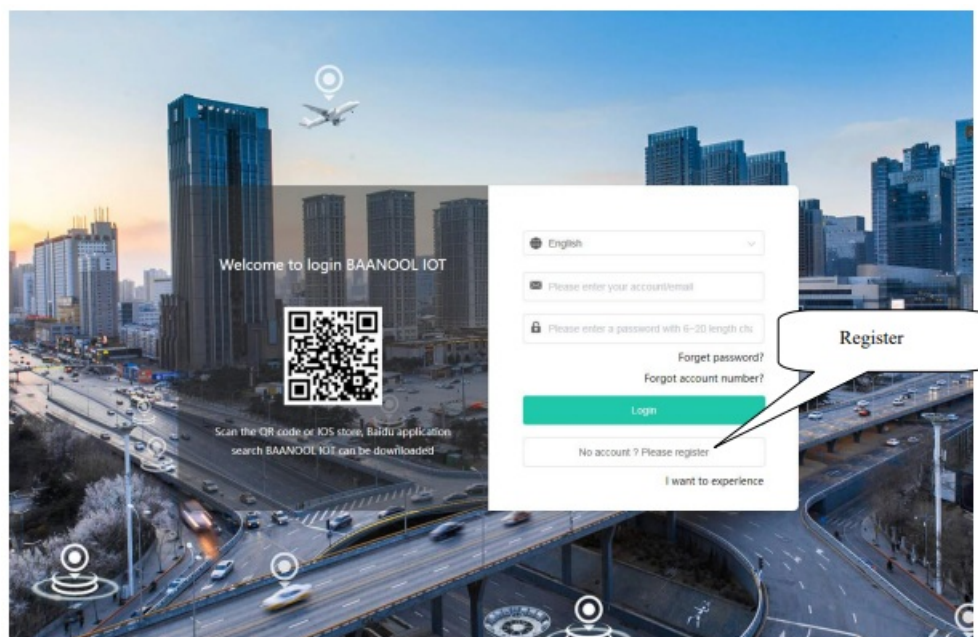 Welcome to login BAANOOL IOT
Scan the QR code or IOS store, Baidu application
search BAANOOL IOT can be downloaded
English
Please enter your account/email
Please enter a password with 6~20 length cha
Forget password?
Forgot account number?
Login
No account ? Please register
I want to experience
Register